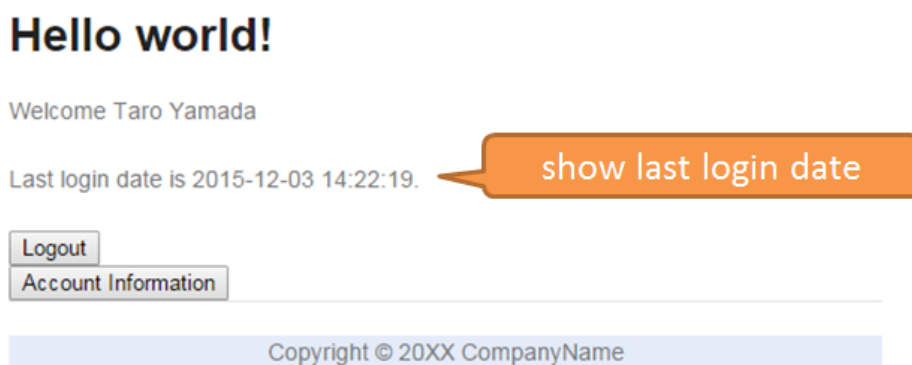 Hello world!
Welcome Taro Yamada
Last login date is 2015-12-03 14:22:19.
show last login date
Logout
Account Information
Copyright © 20XX CompanyName